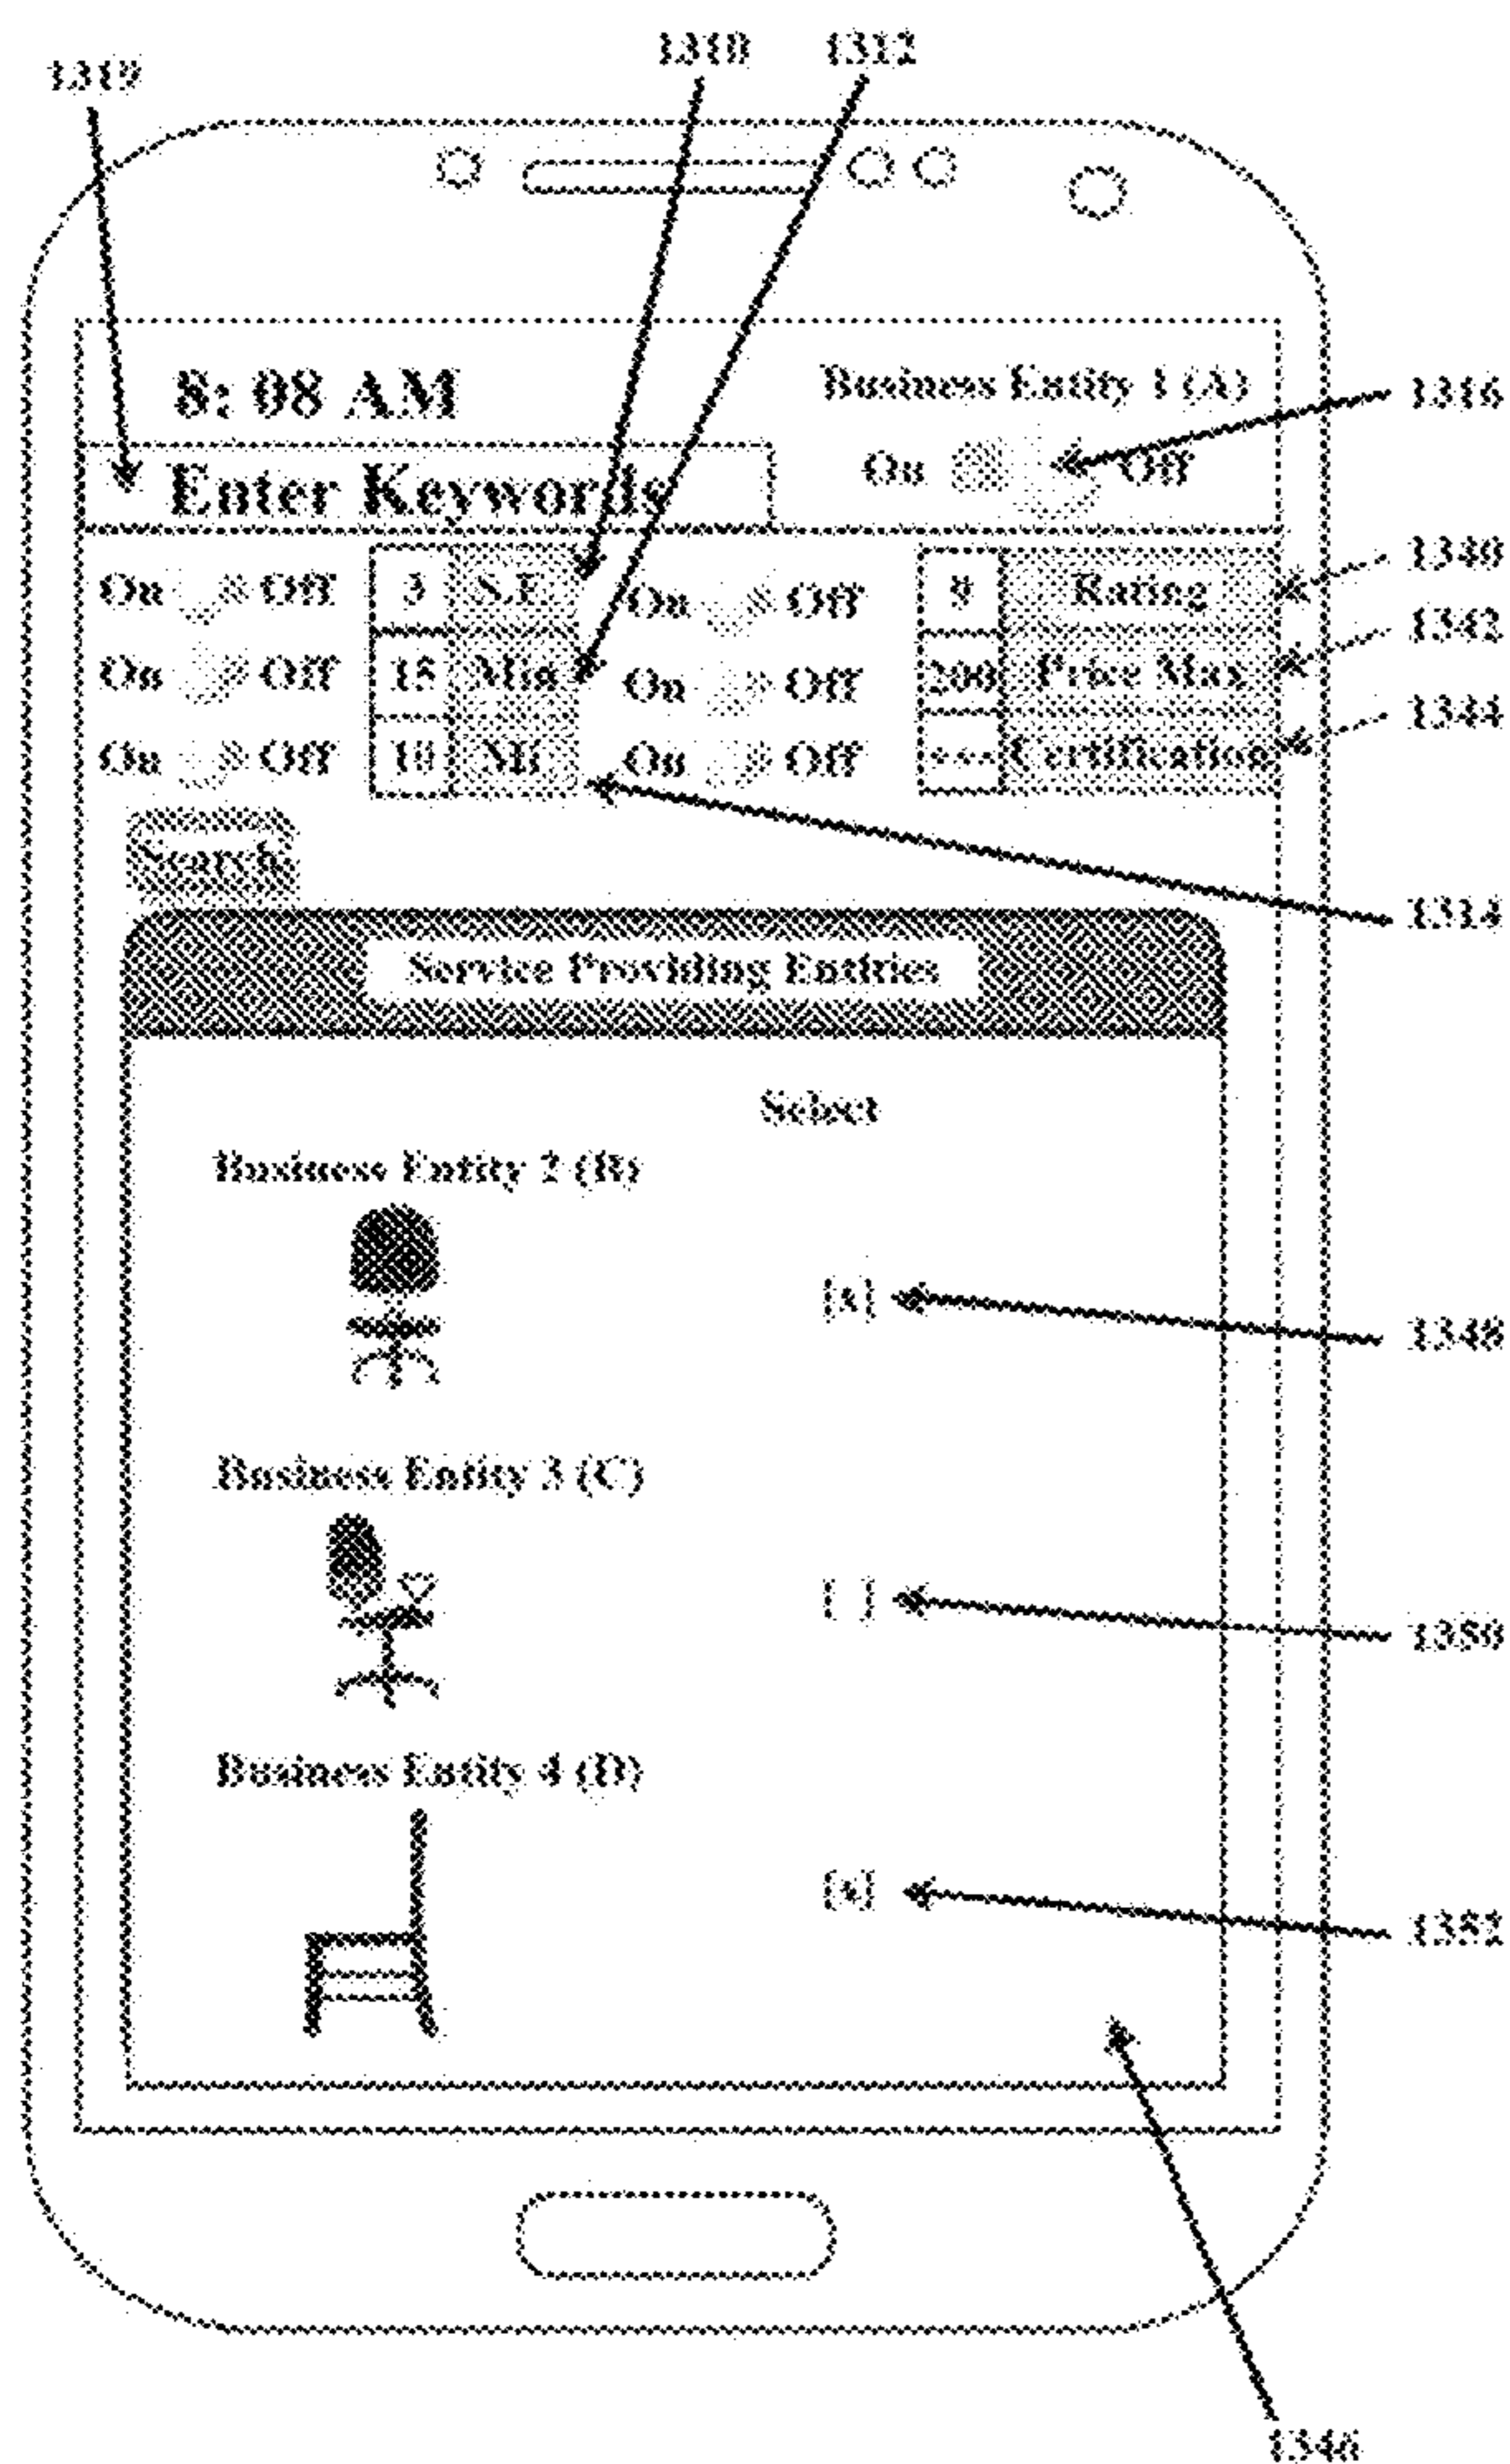 1319 1310 1312
8: 08 AM Business Entity 1 (A) 1316
Enter Keywords On Off
1340
On Off 3 S.F. On Off 9 Rating
1342
On Off 15 Min On Off 200 Price Max
1344
On Off 10 Mi. On Off --- Certification
Search
1314
Service Providing Entities
Select
Business Entity 2 (B)
[x] 1348
Business Entity 3 (C)
[ ] 1350
Business Entity 4 (D)
[x] 1352
1346